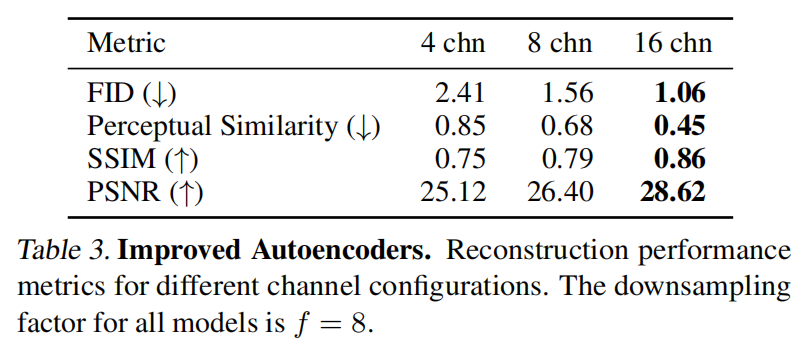 Metric 4 chn 8 chn 16 chn
FID (↓) 2.41 1.56 1.06
Perceptual Similarity (↓) 0.85 0.68 0.45
SSIM (↑) 0.75 0.79 0.86
PSNR (↑) 25.12 26.40 28.62
Table 3. Improved Autoencoders. Reconstruction performance
metrics for different channel configurations. The downsampling
factor for all models is f = 8.